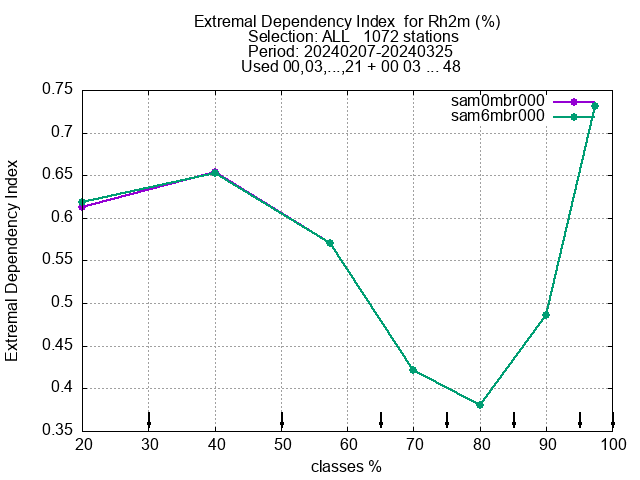 Extremal Dependency Index  for Rh2m (%)
Selection: ALL   1072 stations
Period: 20240207-20240325
Used 00,03,...,21 + 00 03 ... 48
sam0mbr000
sam6mbr000
0.75
0.7
0.65
0.6
0.55
0.5
0.45
0.4
0.35
Extremal Dependency Index
20 30 40 50 60 70 80 90 100
classes %